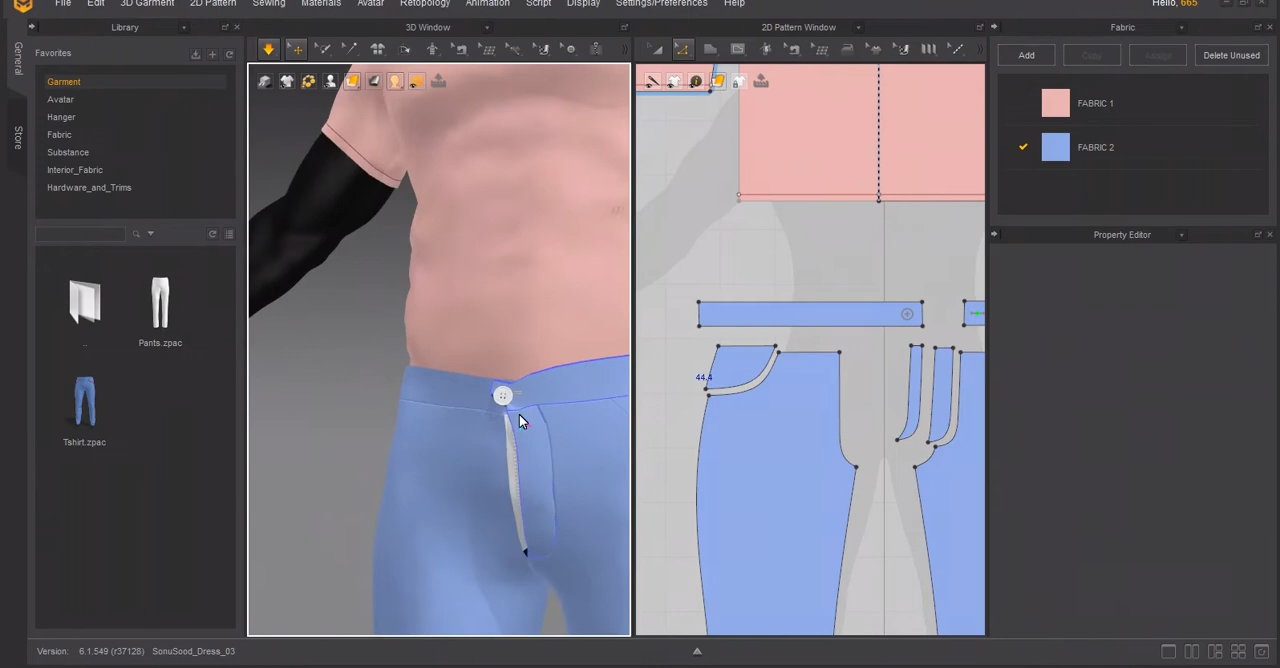 File Edit 3D Garment 2D Pattern Sewing Materials Avatar Retopology Animation Script Display Settings/Preferences Help Hello, 665
Library 3D Window 2D Pattern Window Fabric
General
Store
Favorites
Garment
Avatar
Hanger
Fabric
Substance
Interior_Fabric
Hardware_and_Trims
..
Pants.zpac
Tshirt.zpac
44.4
Add Copy Assign Delete Unused
FABRIC 1
FABRIC 2
Property Editor
Version: 6.1.549 (r37128) SonuSood_Dress_03